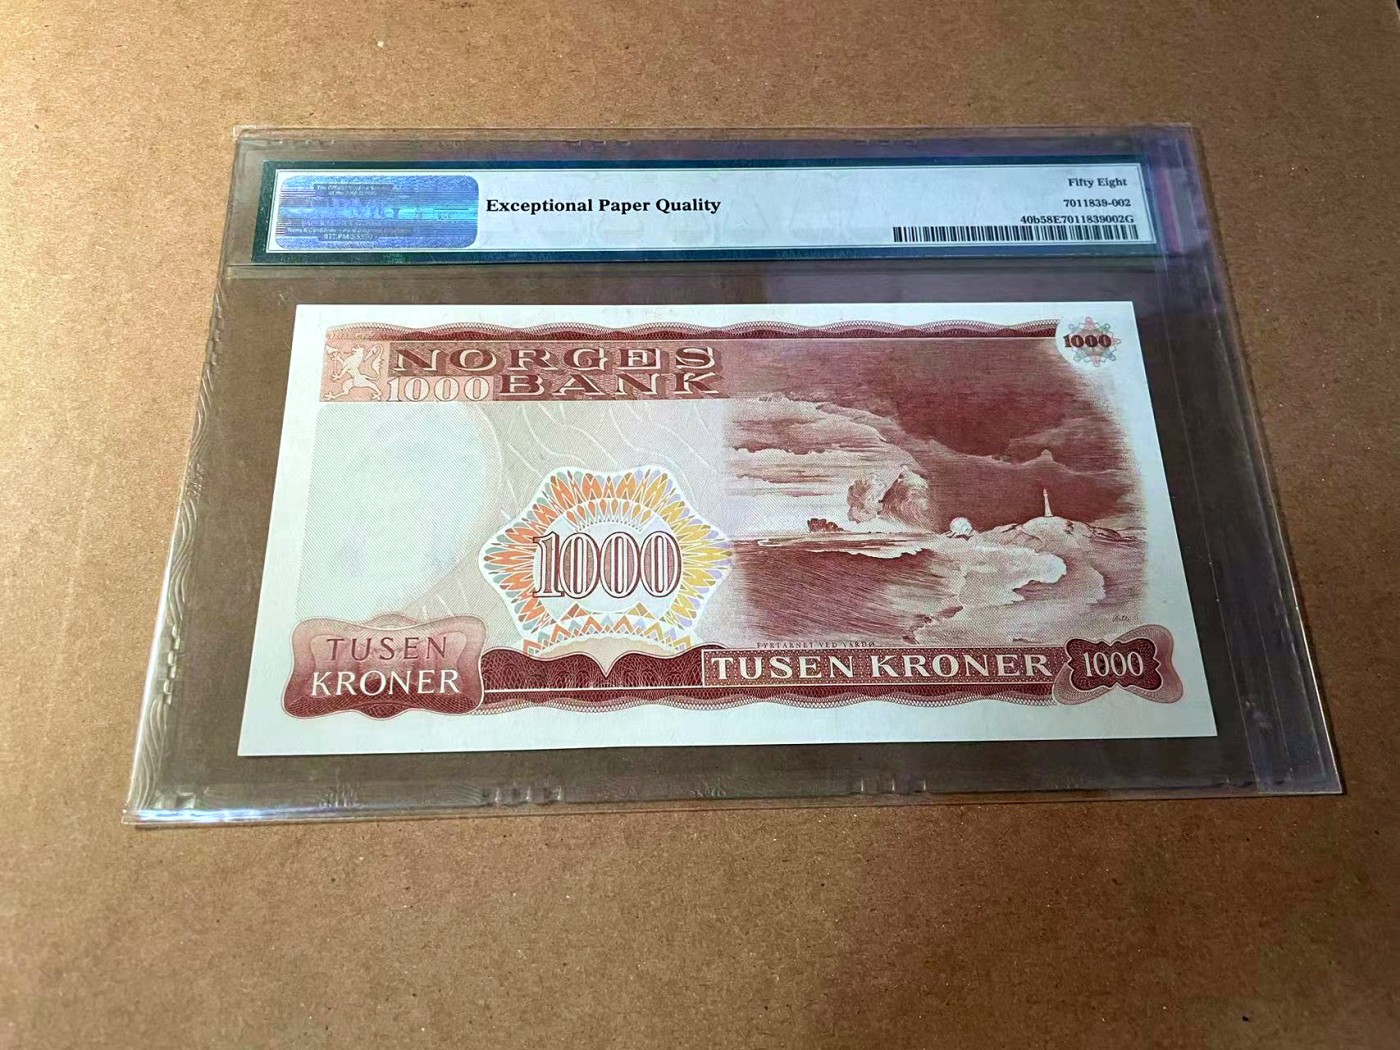 Exceptional Paper Quality
Fifty Eight
7011839-002
40b58E7011839002G
NORGES
1000 BANK
1000
1000
FYRTÅRNET VED VARDØ
TUSEN
KRONER
TUSEN KRONER
1000